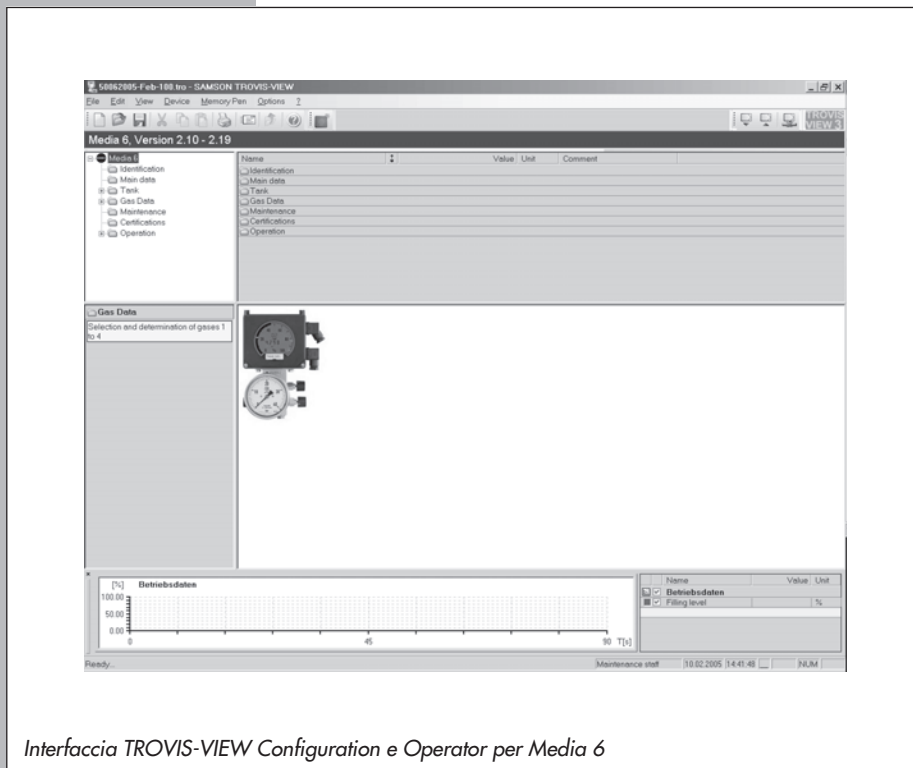 50062005-Feb-108.tro - SAMSON TROVIS-VIEW
File Edit View Device Memory Pen Options ?
TROVIS
VIEW 3
Media 6, Version 2.10 - 2.19
Media 6
Identification
Main data
Tank
Gas Data
Maintenance
Certifications
Operation
Name Value Unit Comment
Identification
Main data
Tank
Gas Data
Maintenance
Certifications
Operation
Gas Data
Selection and determination of gases 1
to 4
[%] Betriebsdaten
100.00
50.00
0.00
0 45 90 T[s]
Name Value Unit
Betriebsdaten
Filling level %
Ready...
Maintenance staff 10.02.2005 14:41:48 NUM
Interfaccia TROVIS-VIEW Configuration e Operator per Media 6